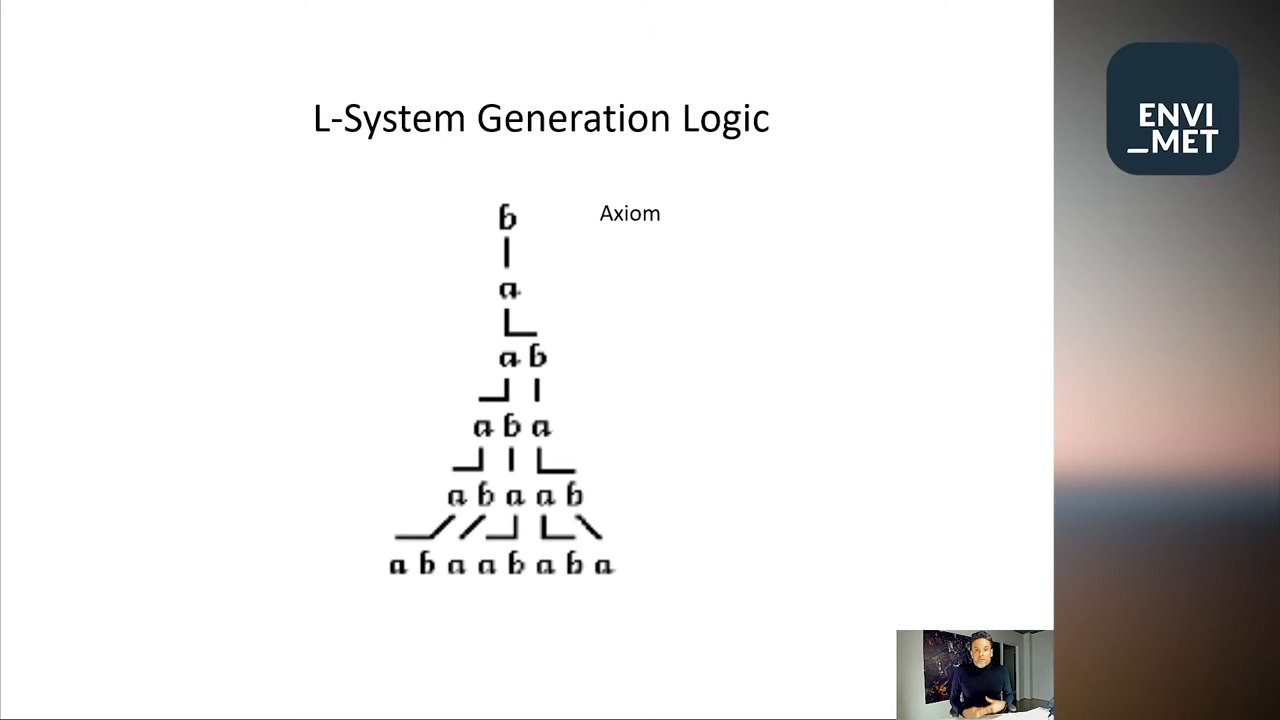 L-System Generation Logic
b Axiom
a
a b
a b a
a b a a b
a b a a b a b a
ENVI
_MET